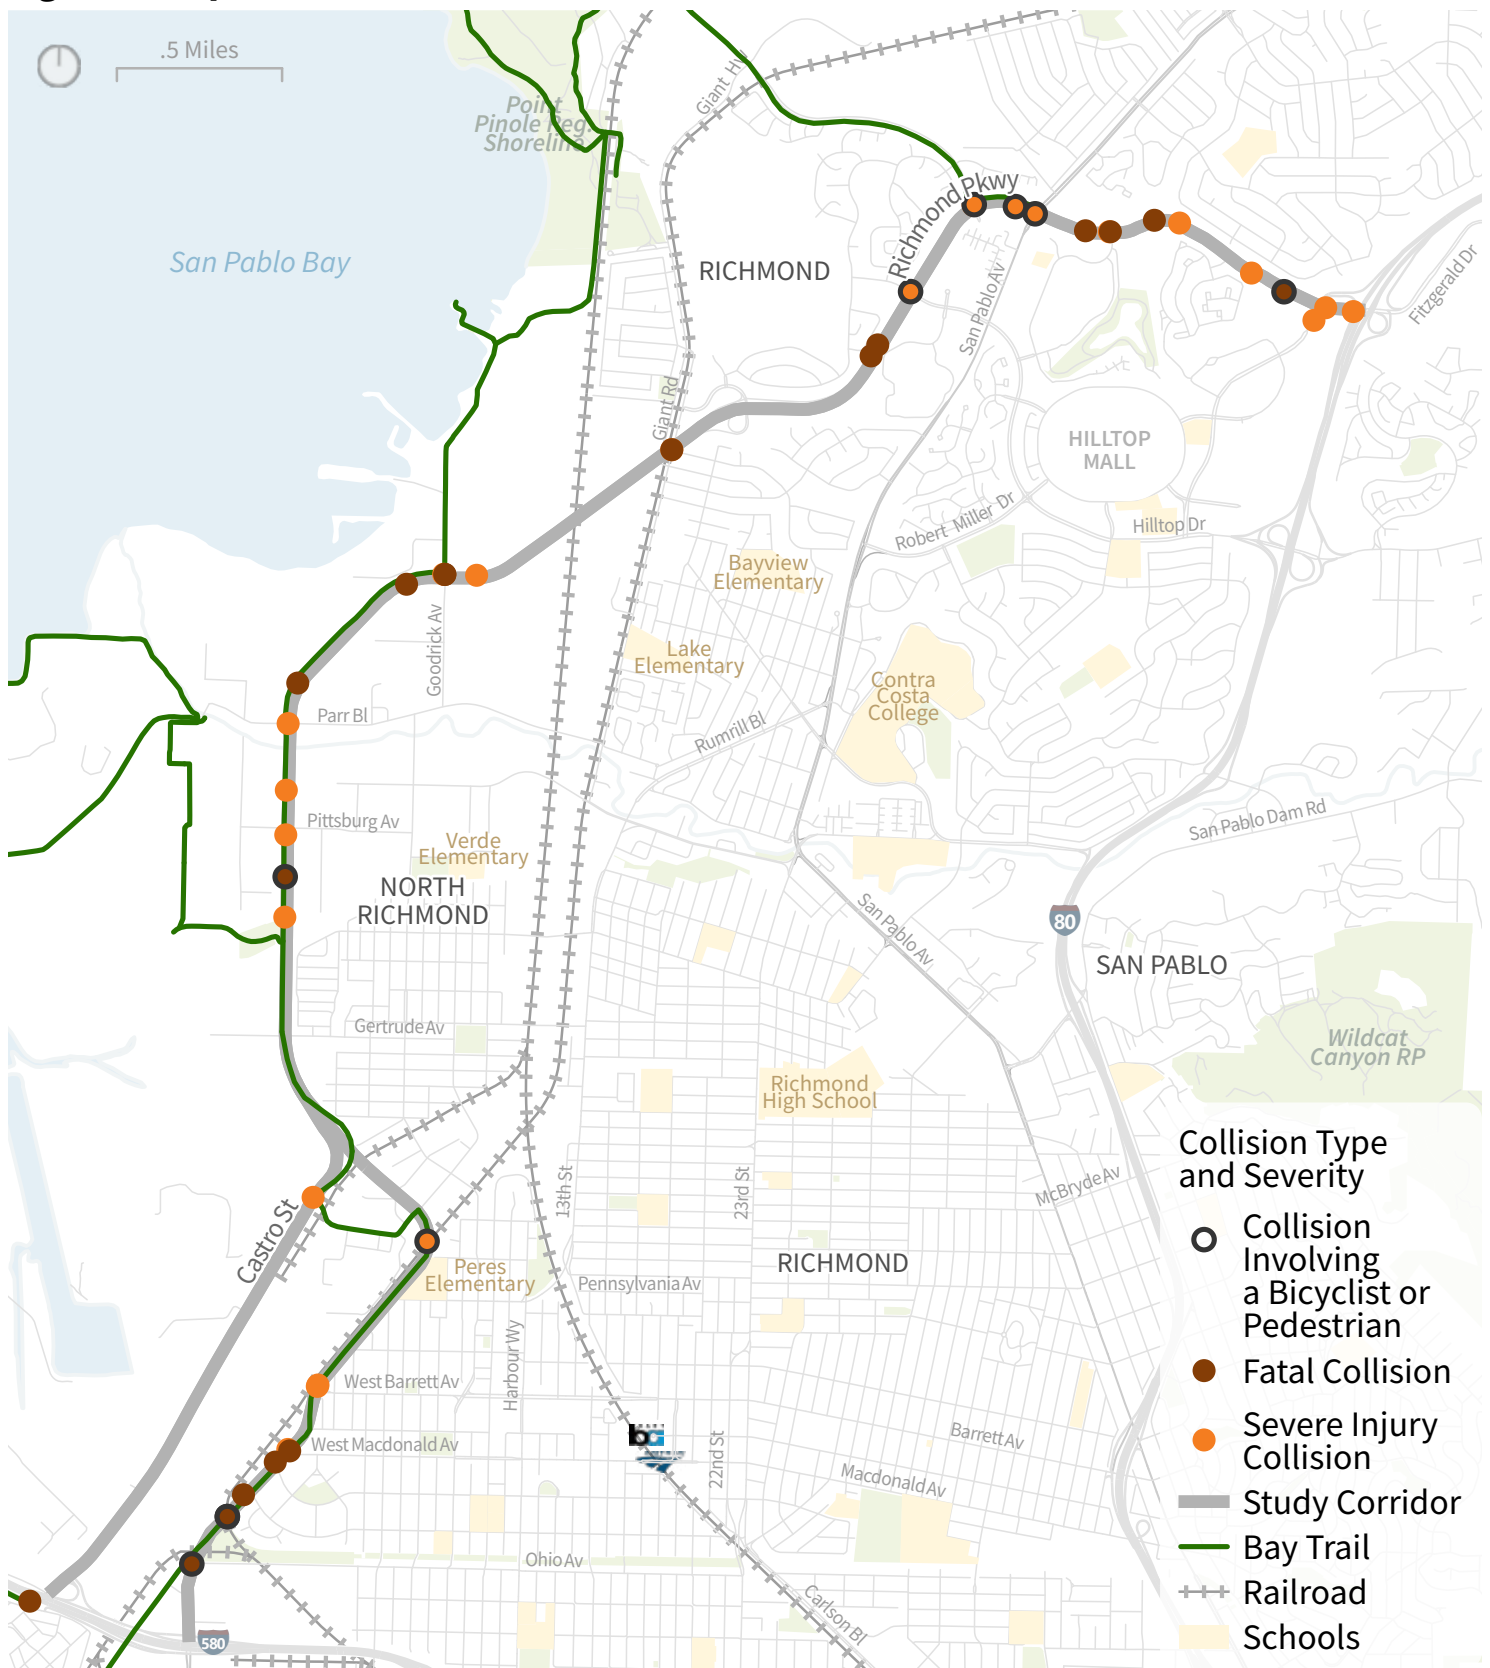 .5 Miles
Point
Pinole Reg.
Shoreline
Giant Hy
Richmond Pkwy
San Pablo Bay
RICHMOND
San Pablo Av
Fitzgerald Dr
Giant Rd
HILLTOP
MALL
Robert Miller Dr
Hilltop Dr
Bayview
Elementary
Goodrick Av
Lake
Elementary
Contra
Costa
College
Parr Bl
Rumrill Bl
Pittsburg Av
San Pablo Dam Rd
Verde
Elementary
NORTH
RICHMOND
San Pablo Av
80
SAN PABLO
Gertrude Av
Wildcat
Canyon RP
Richmond
High School
13th St
23rd St
McBryde Av
Castro St
Peres
Elementary
Pennsylvania Av
RICHMOND
Harbour Wy
West Barrett Av
West Macdonald Av
22nd St
Barrett Av
Macdonald Av
Ohio Av
Carlson Bl
580
Collision Type
and Severity
Collision
Involving
a Bicyclist or
Pedestrian
Fatal Collision
Severe Injury
Collision
Study Corridor
Bay Trail
Railroad
Schools